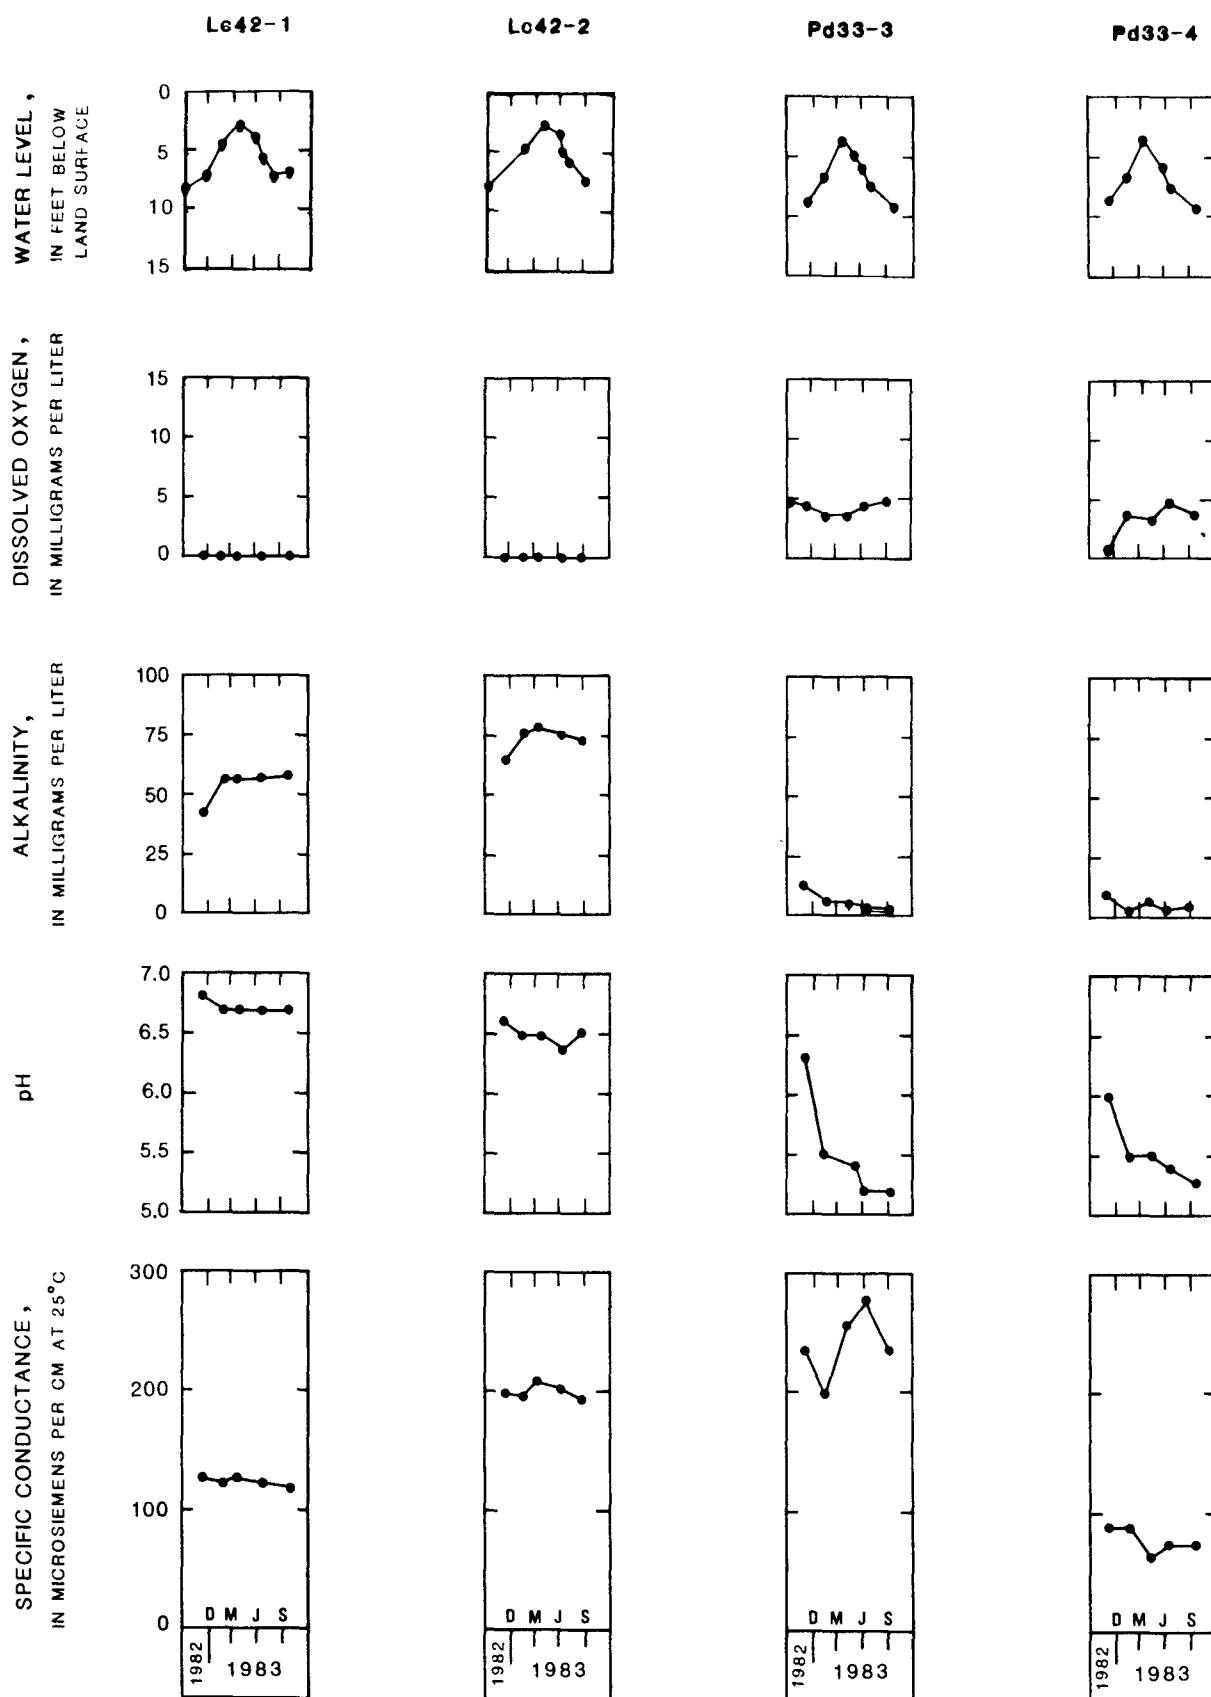 Lc42-1 Lc42-2 Pd33-3 Pd33-4
WATER LEVEL,
IN FEET BELOW
LAND SURFACE
0
5
10
15
DISSOLVED OXYGEN,
IN MILLIGRAMS PER LITER
15
10
5
0
ALKALINITY,
IN MILLIGRAMS PER LITER
100
75
50
25
0
pH
7.0
6.5
6.0
5.5
5.0
SPECIFIC CONDUCTANCE,
IN MICROSIEMENS PER CM AT 25°C
300
200
100
0
D M J S D M J S D M J S D M J S
1982 1983 1982 1983 1982 1983 1982 1983